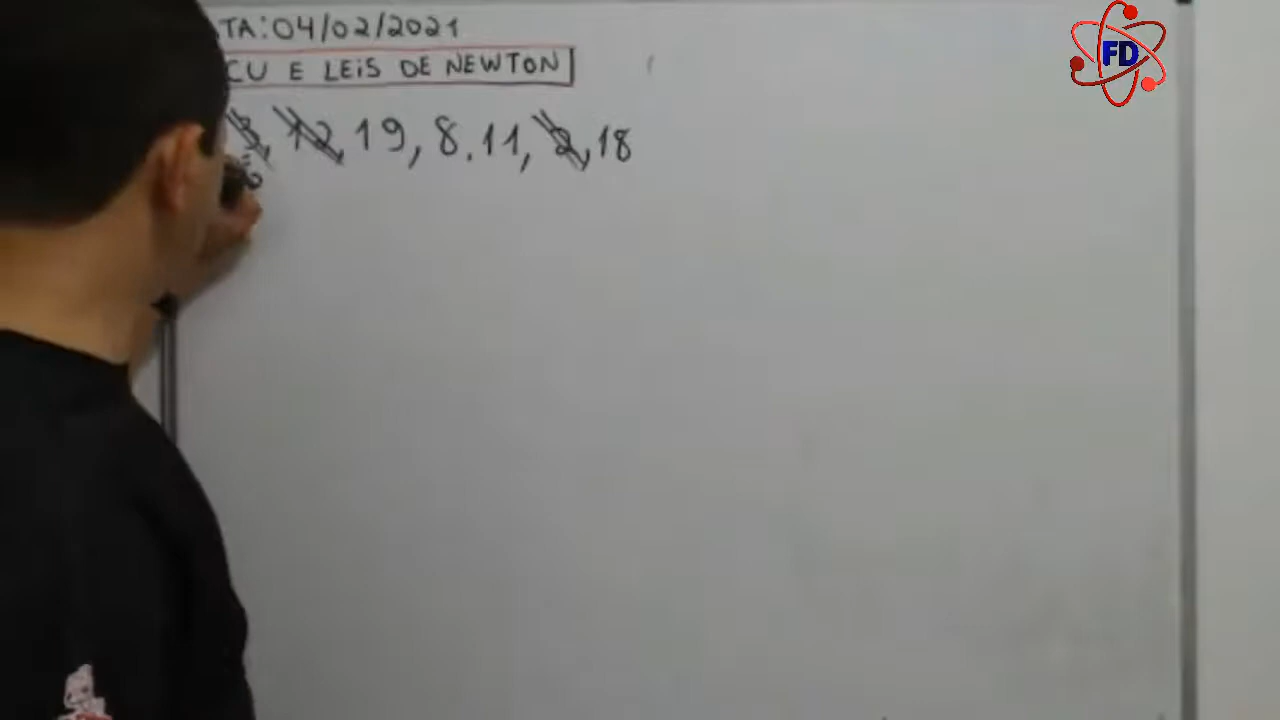 TA: 04/02/2021
CU E LEIS DE NEWTON
12, 19, 8, 11, 2, 18
FD